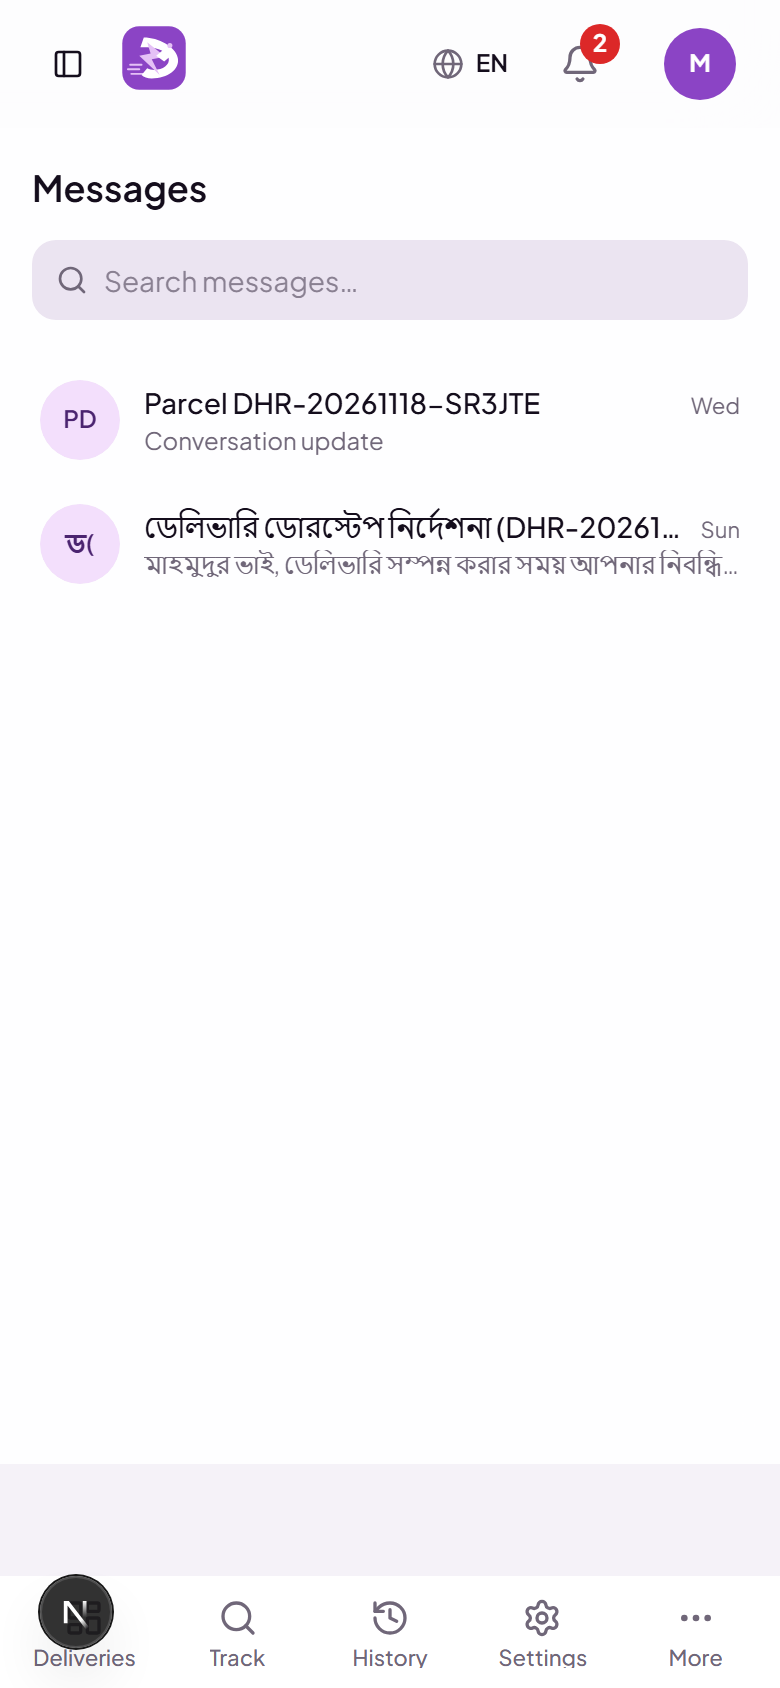 EN
2
M
Messages
Search messages...
PD
Parcel DHR-20261118-SR3JTE
Wed
Conversation update
ড(
ডেলিভারি ডোরস্টেপ নির্দেশনা (DHR-20261...
Sun
মাহমুদুর ভাই, ডেলিভারি সম্পন্ন করার সময় আপনার নিবন্ধি...
N
Deliveries
Track
History
Settings
More